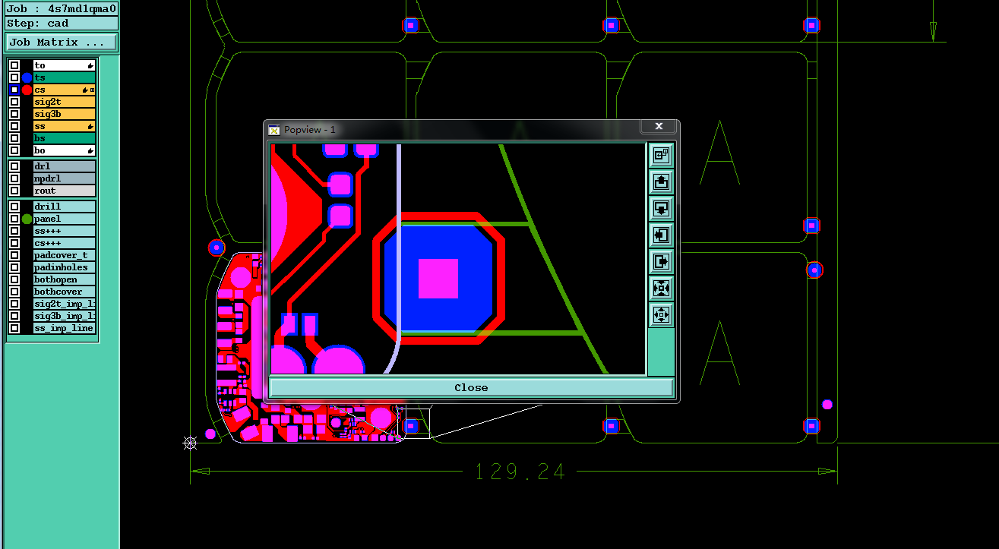 Job : 4s7md1qma0
Step: cad
Job Matrix ...
to
ts
cs
sig2t
sig3b
ss
bs
bo
drl
mpdrl
rout
drill
panel
ss+++
cs+++
padcover_t
padinholes
bothopen
bothcover
sig2t_imp_l
sig3b_imp_l
ss_imp_line
Popview - 1
Close
A
A
129.24